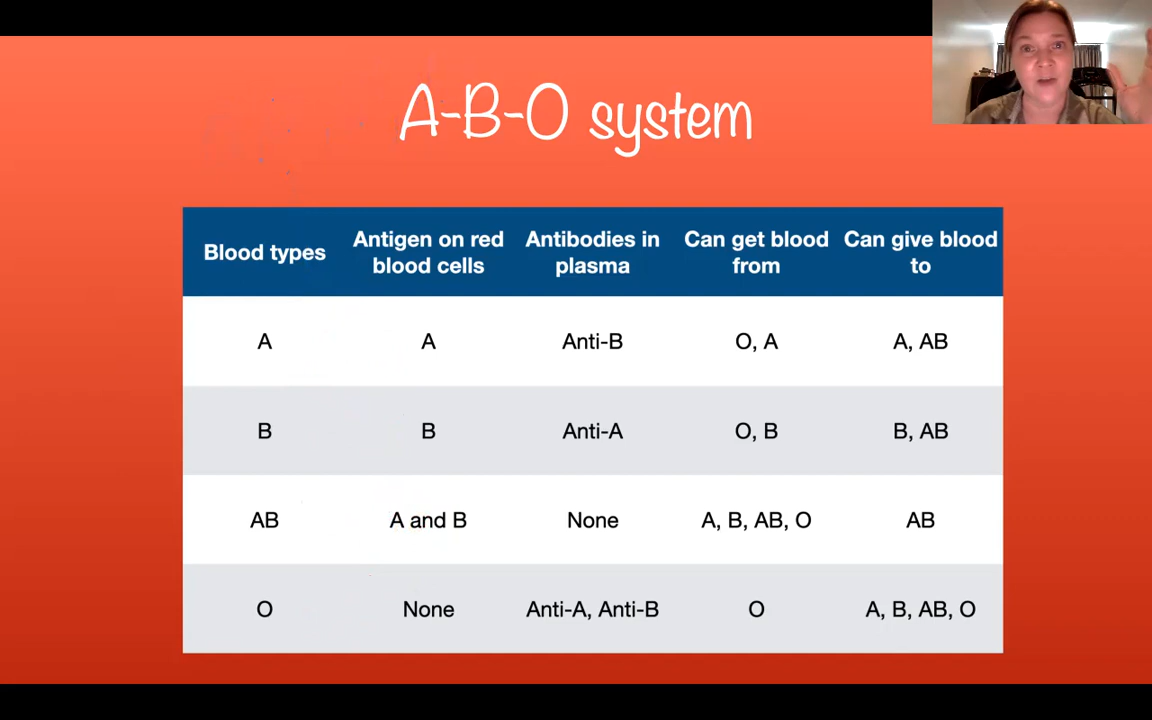 A-B-O system
Blood types | Antigen on red blood cells | Antibodies in plasma | Can get blood from | Can give blood to
A | A | Anti-B | O, A | A, AB
B | B | Anti-A | O, B | B, AB
AB | A and B | None | A, B, AB, O | AB
O | None | Anti-A, Anti-B | O | A, B, AB, O